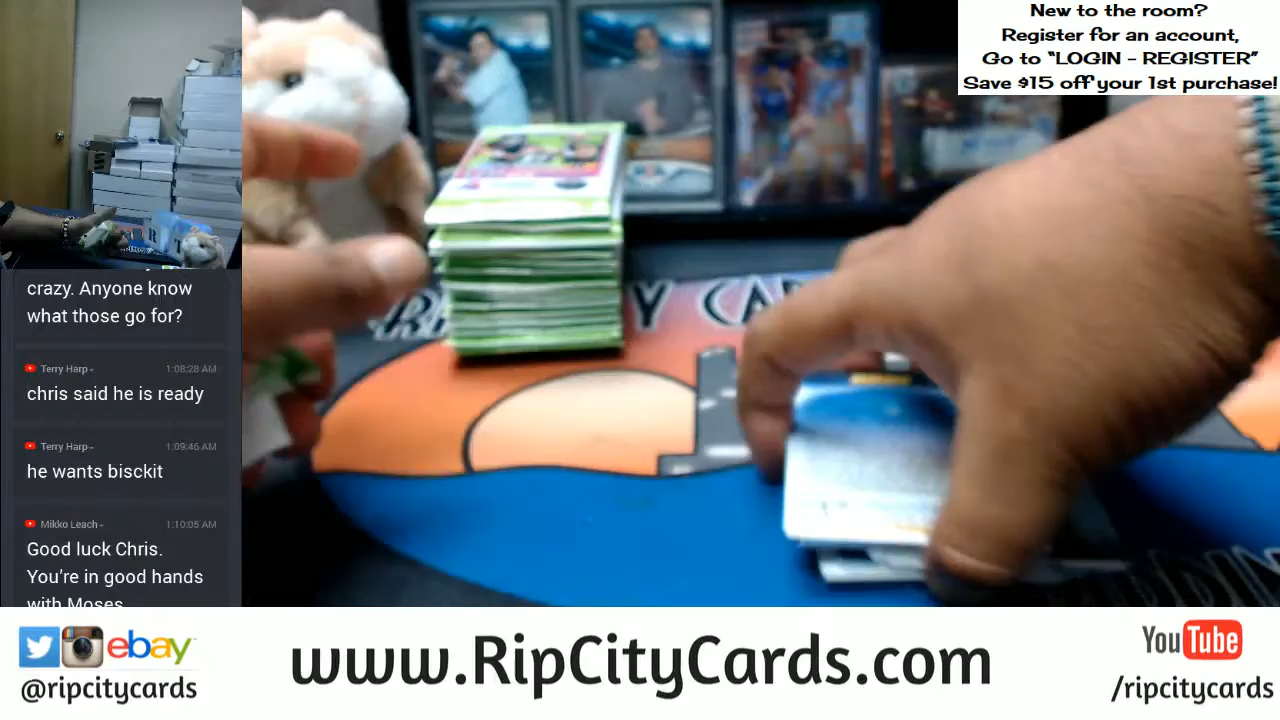 New to the room?
Register for an account,
Go to “LOGIN - REGISTER”
Save $15 off your 1st purchase!
crazy. Anyone know
what those go for?
Terry Harp
1:08:28 AM
chris said he is ready
Terry Harp
1:09:46 AM
he wants bisckit
Mikko Leach
1:10:05 AM
Good luck Chris.
You're in good hands
with Moses
R Y CA
ebay
@ripcitycards
www.RipCityCards.com
YouTube
/ripcitycards